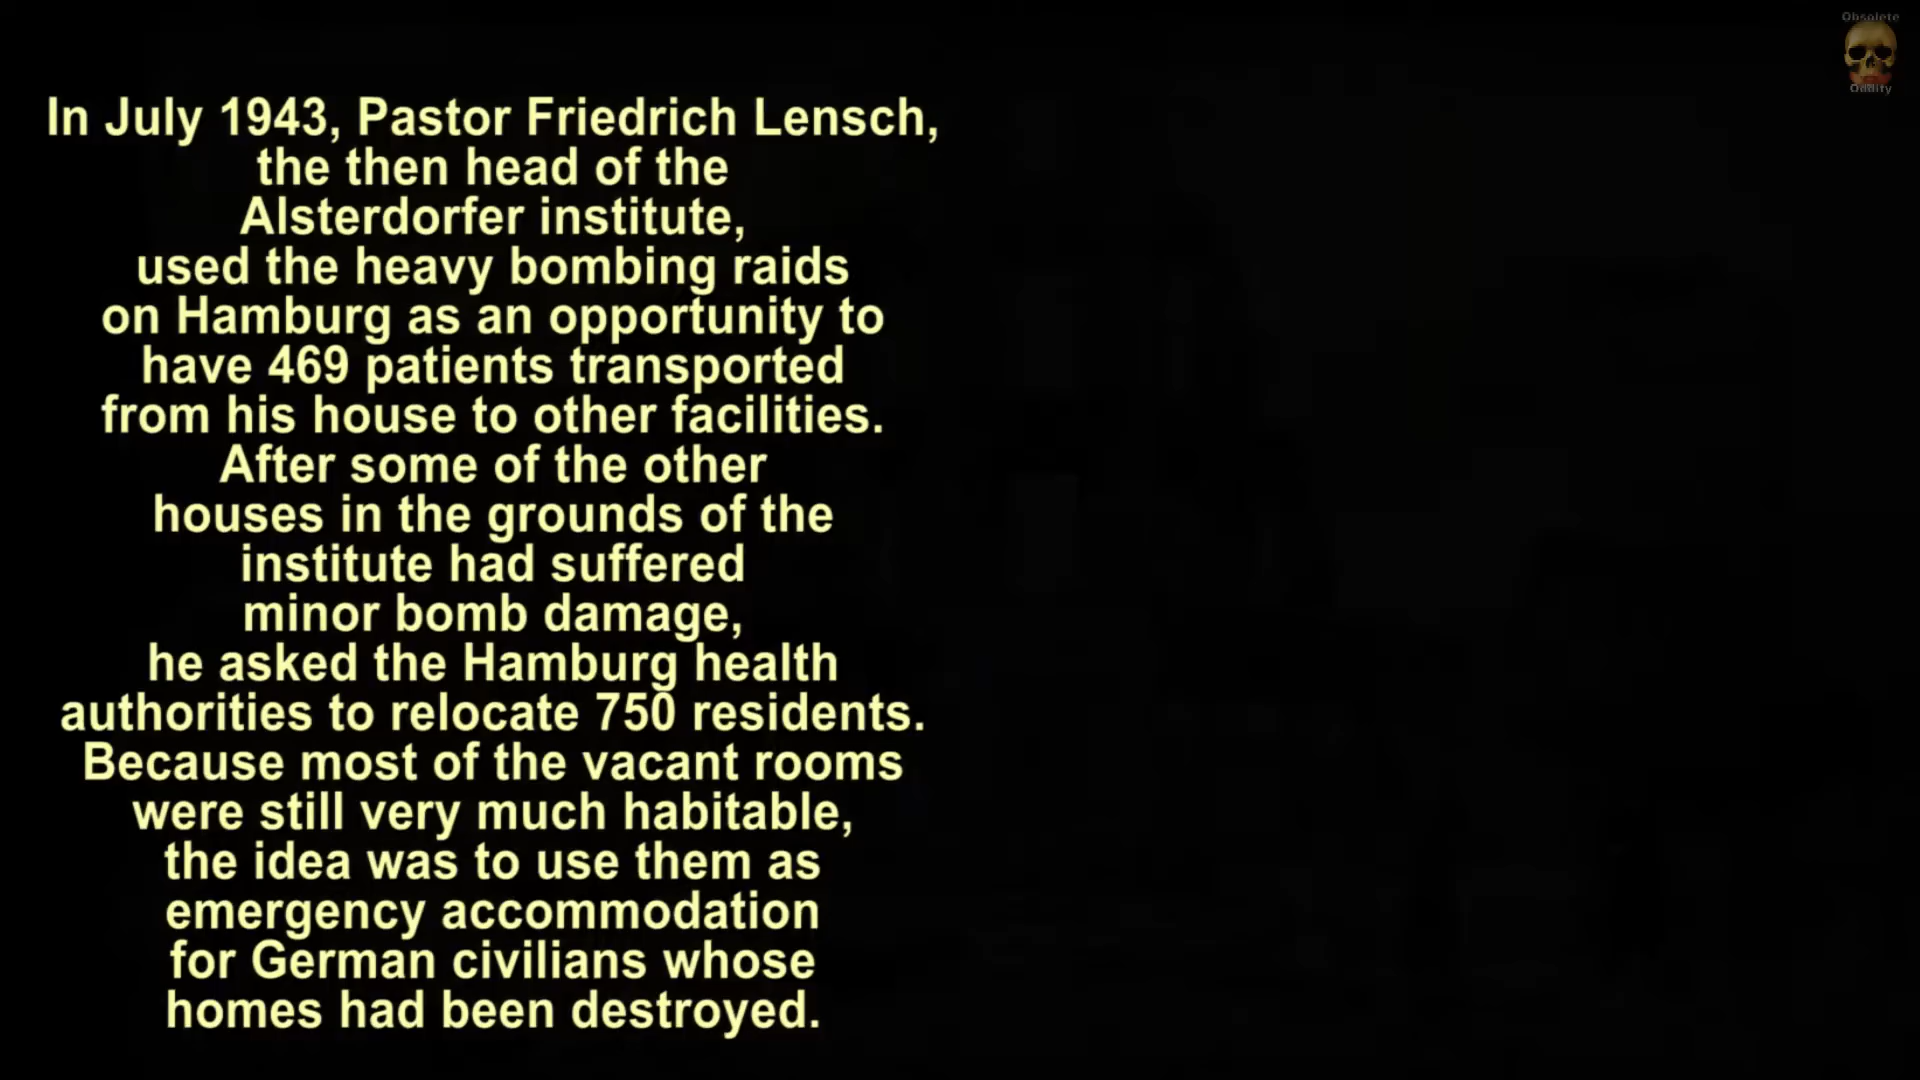 Obsolete
Oddity
In July 1943, Pastor Friedrich Lensch,
the then head of the
Alsterdorfer institute,
used the heavy bombing raids
on Hamburg as an opportunity to
have 469 patients transported
from his house to other facilities.
After some of the other
houses in the grounds of the
institute had suffered
minor bomb damage,
he asked the Hamburg health
authorities to relocate 750 residents.
Because most of the vacant rooms
were still very much habitable,
the idea was to use them as
emergency accommodation
for German civilians whose
homes had been destroyed.